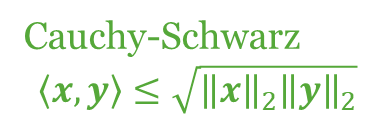 Cauchy-Schwarz
⟨x, y⟩ ≤ √‖x‖₂‖y‖₂